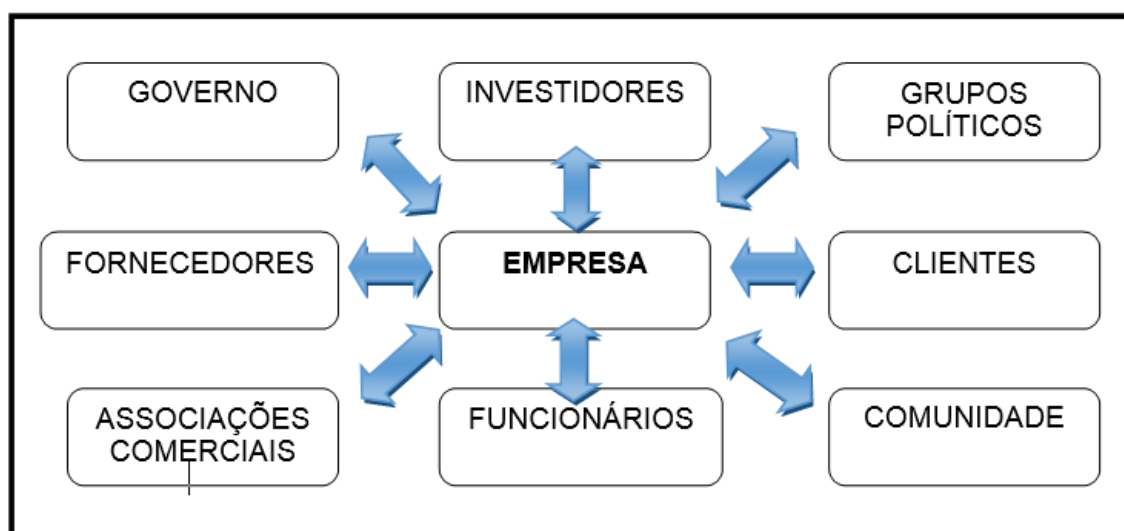 GOVERNO
INVESTIDORES
GRUPOS
POLÍTICOS
FORNECEDORES
EMPRESA
CLIENTES
ASSOCIAÇÕES
COMERCIAIS
FUNCIONÁRIOS
COMUNIDADE